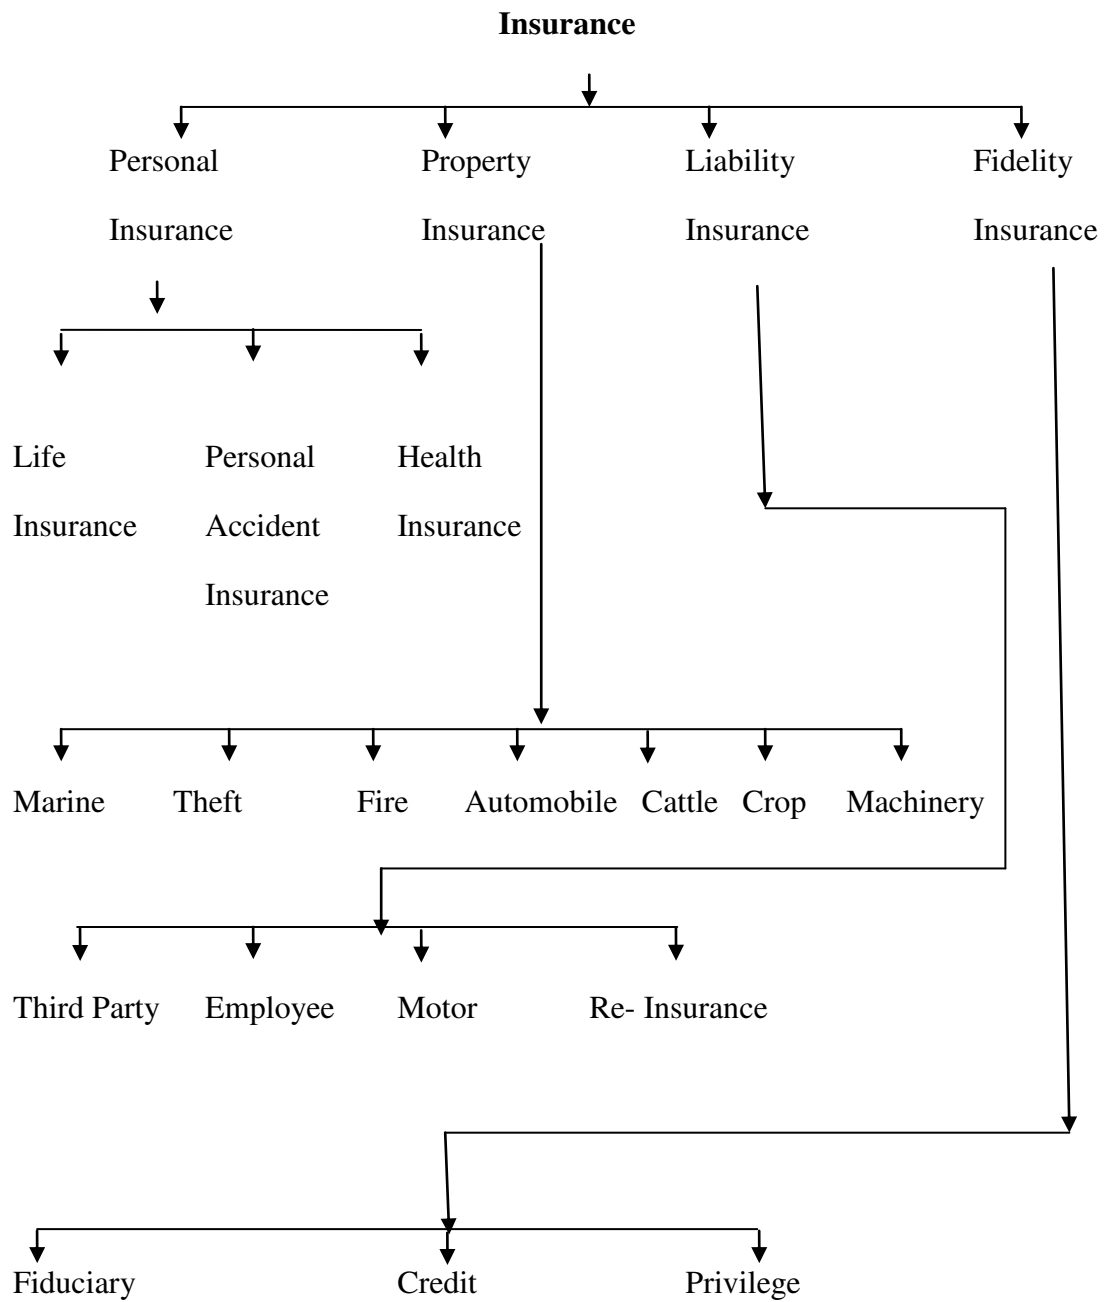 Insurance
Personal Property Liability Fidelity
Insurance Insurance Insurance Insurance
Life Personal Health
Insurance Accident Insurance
Insurance
Marine Theft Fire Automobile Cattle Crop Machinery
Third Party Employee Motor Re- Insurance
Fiduciary Credit Privilege